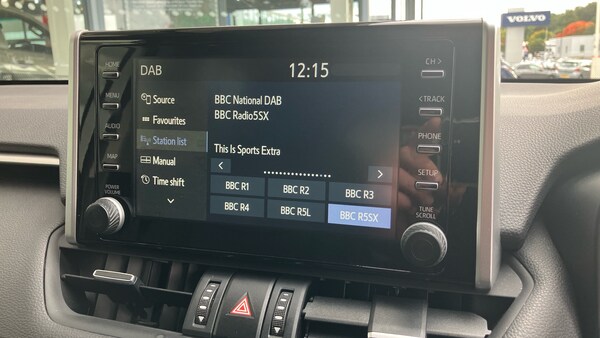 VOLVO
HOME
DAB
12:15
CH >
MENU
Source
BBC National DAB
BBC Radio5SX
< TRACK
Favourites
AUDIO
Station list
This Is Sports Extra
PHONE
MAP
Manual
<
>
SETUP
Time shift
BBC R1
BBC R2
BBC R3
POWER
VOLUME
BBC R4
BBC R5L
BBC R5SX
TUNE
SCROLL